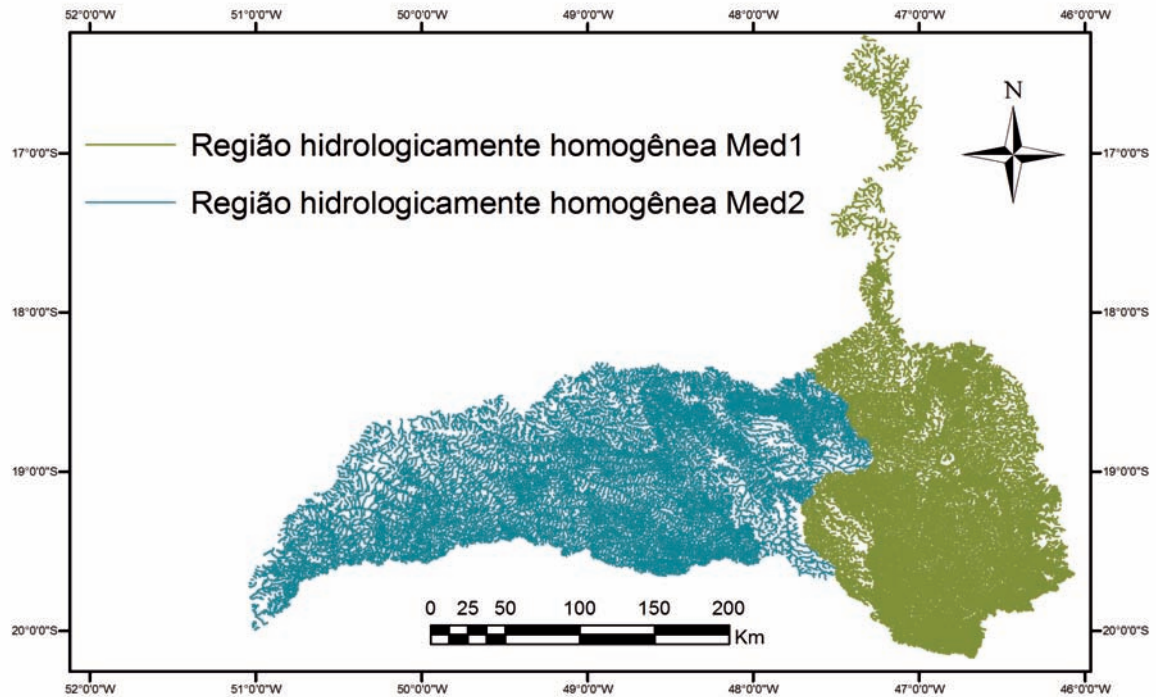 52°0'0"W 51°0'0"W 50°0'0"W 49°0'0"W 48°0'0"W 47°0'0"W 46°0'0"W
N
Região hidrologicamente homogênea Med1
17°0'0"S 17°0'0"S
Região hidrologicamente homogênea Med2
18°0'0"S 18°0'0"S
19°0'0"S 19°0'0"S
0 25 50 100 150 200
Km
20°0'0"S 20°0'0"S
52°0'0"W 51°0'0"W 50°0'0"W 49°0'0"W 48°0'0"W 47°0'0"W 46°0'0"W